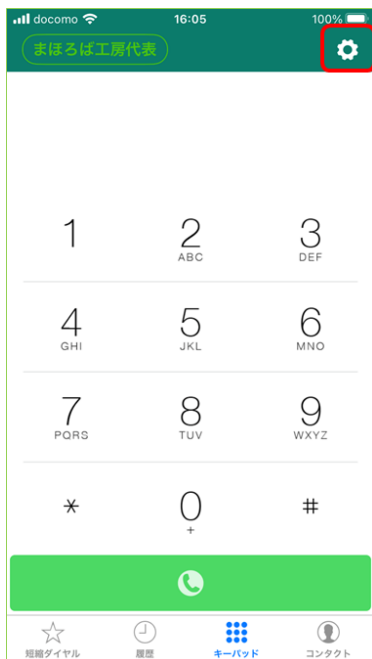 docomo 16:05 100%
まほろば工房代表
1 2 3
ABC DEF
4 5 6
GHI JKL MNO
7 8 9
PQRS TUV WXYZ
* 0 #
+
短縮ダイヤル 履歴 キーパッド コンタクト